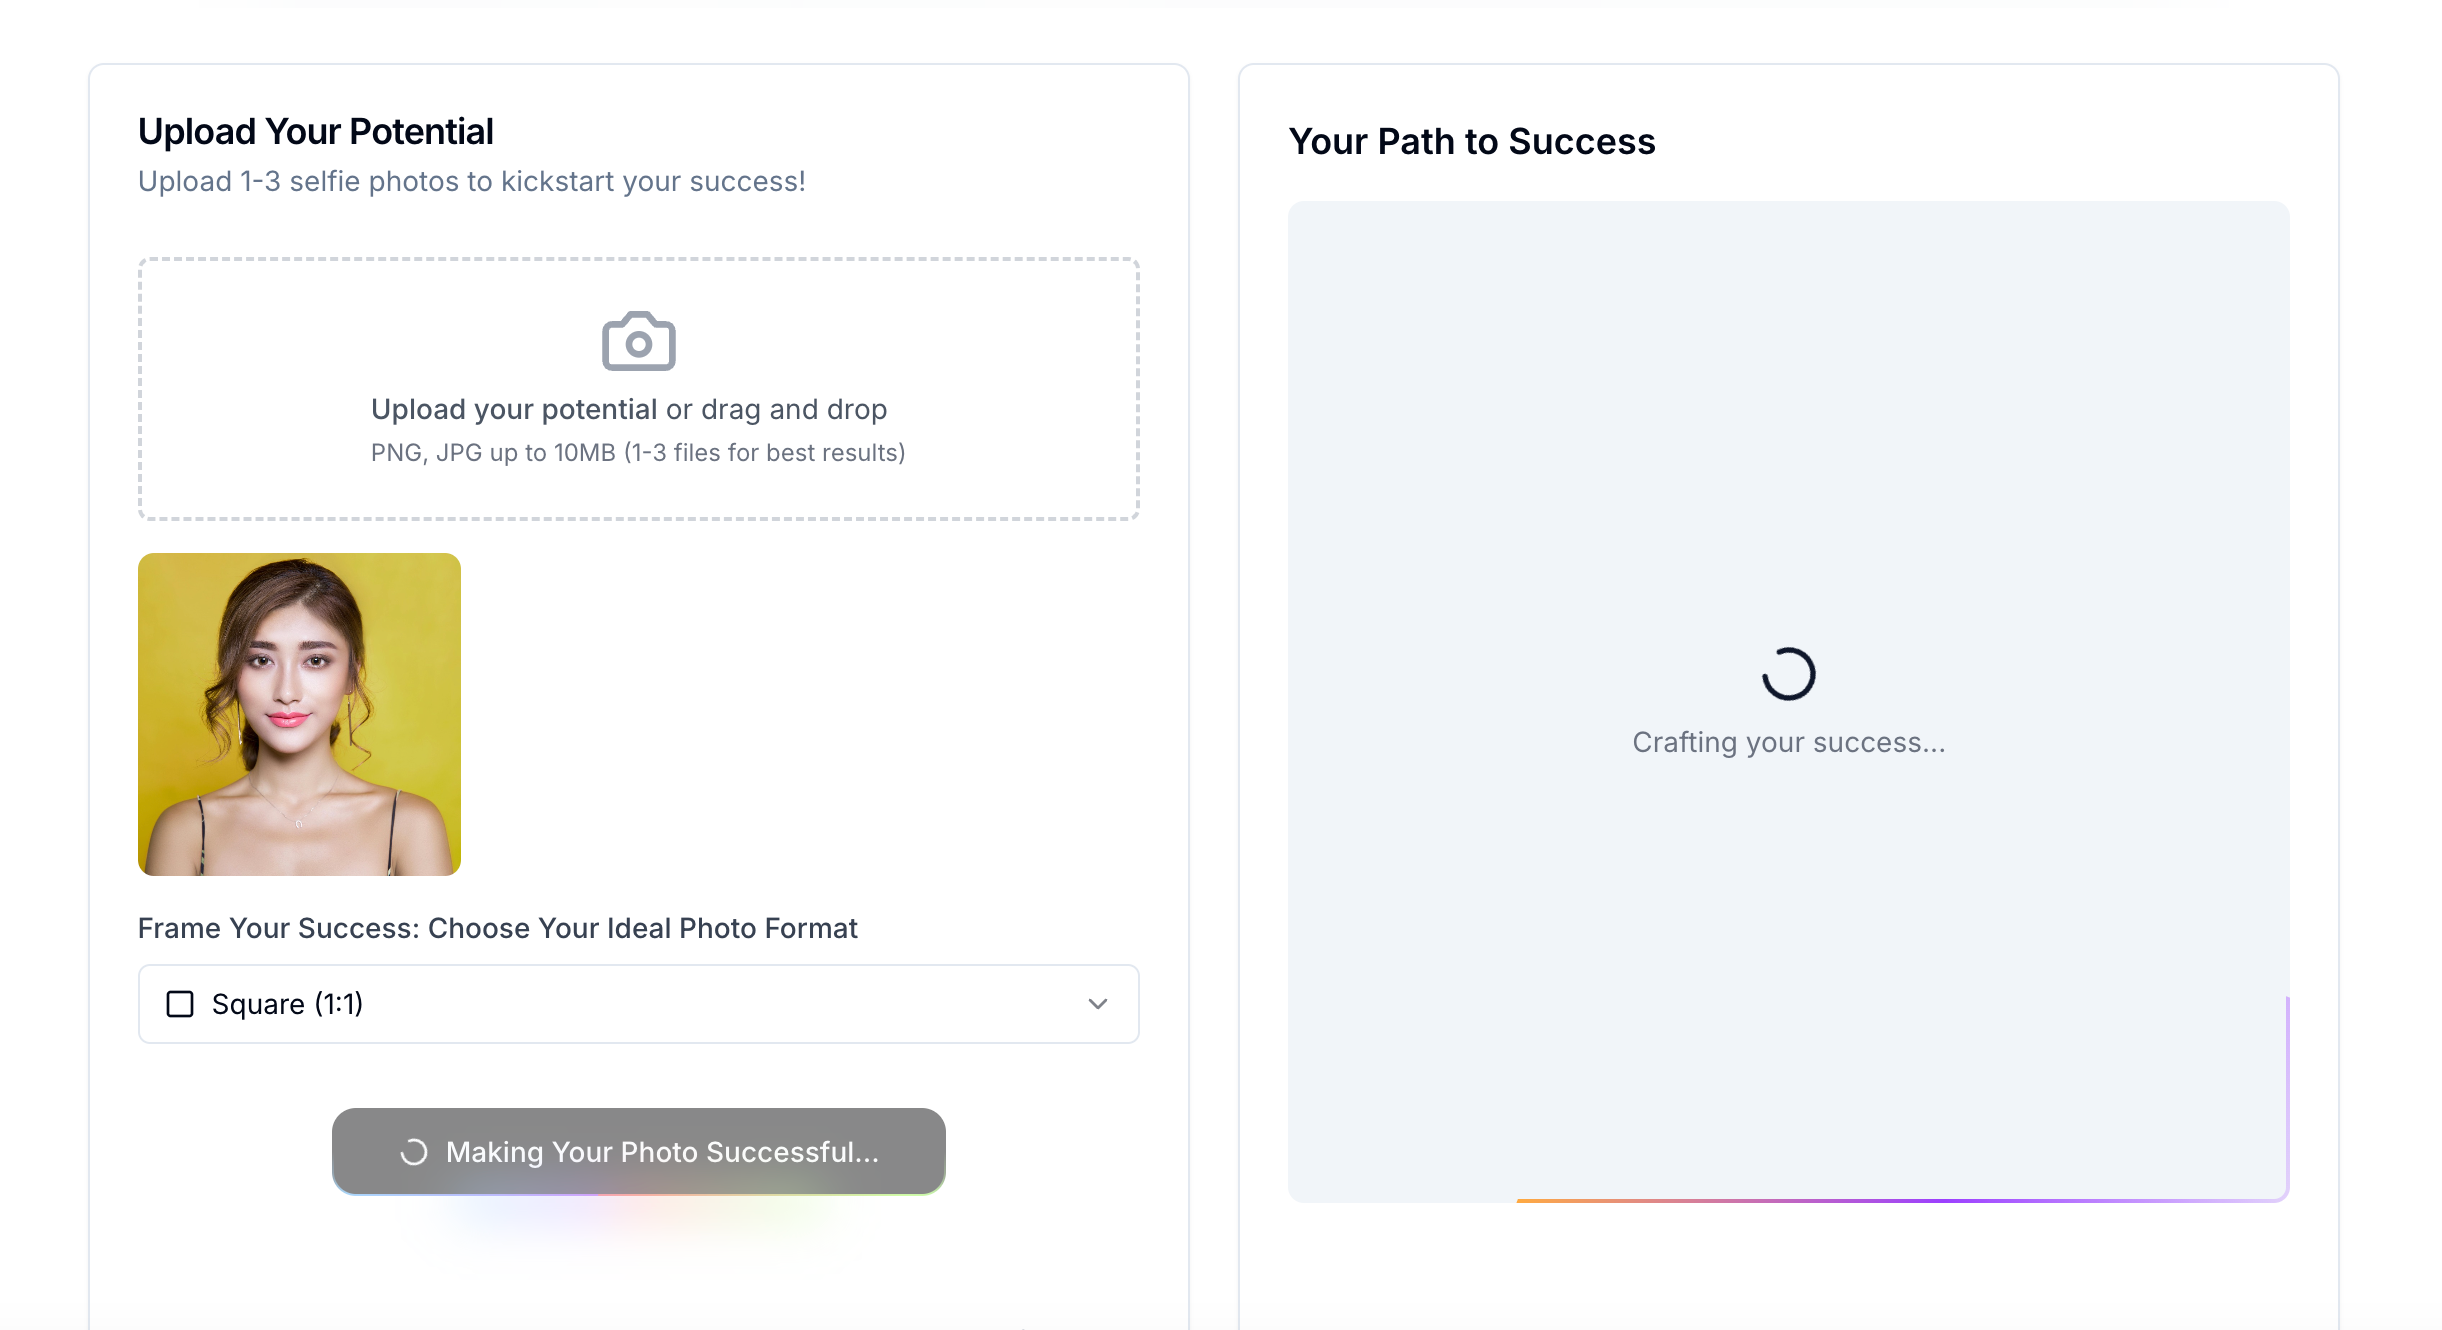 Upload Your Potential
Upload 1-3 selfie photos to kickstart your success!
Upload your potential or drag and drop
PNG, JPG up to 10MB (1-3 files for best results)
Frame Your Success: Choose Your Ideal Photo Format
Square (1:1)
Making Your Photo Successful...
Your Path to Success
Crafting your success...